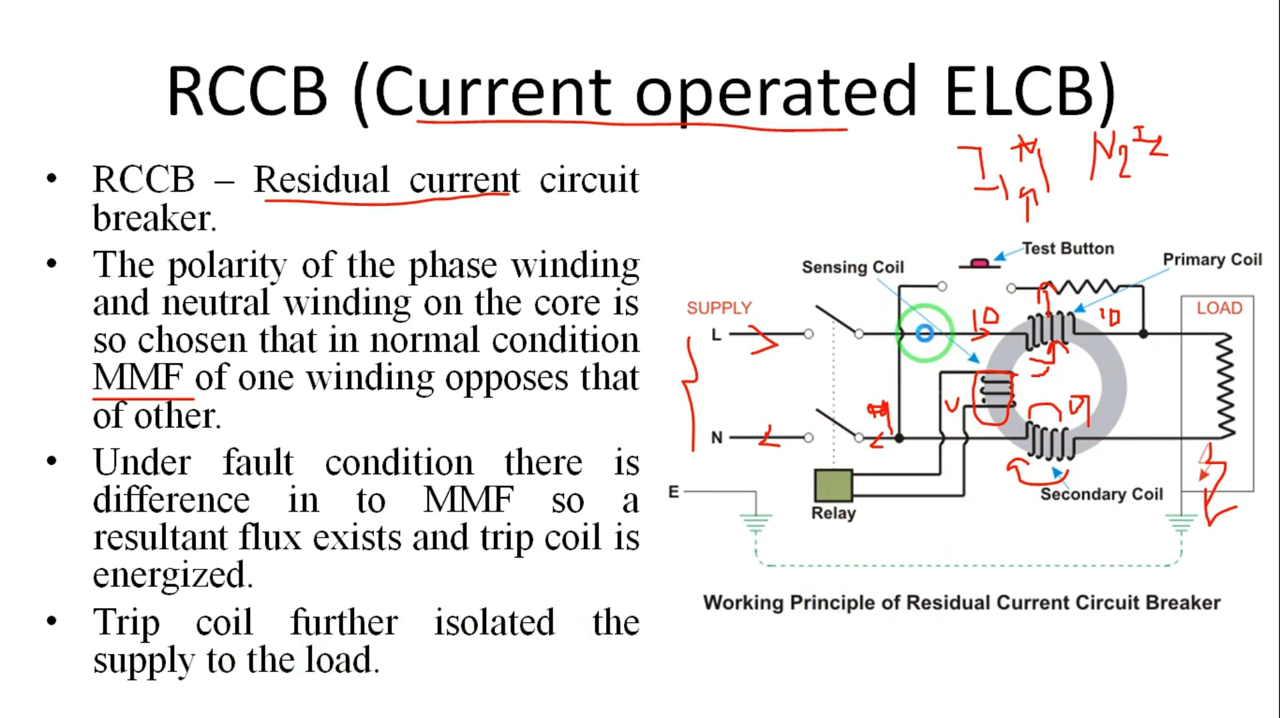 RCCB (Current operated ELCB)
• RCCB – Residual current circuit
breaker.
• The polarity of the phase winding
and neutral winding on the core is
so chosen that in normal condition
MMF of one winding opposes that
of other.
• Under fault condition there is
difference in to MMF so a
resultant flux exists and trip coil is
energized.
• Trip coil further isolated the
supply to the load.
N2 I2
Test Button
Sensing Coil
Primary Coil
SUPPLY
LOAD
L
10
10
N
E
Relay
Secondary Coil
Working Principle of Residual Current Circuit Breaker